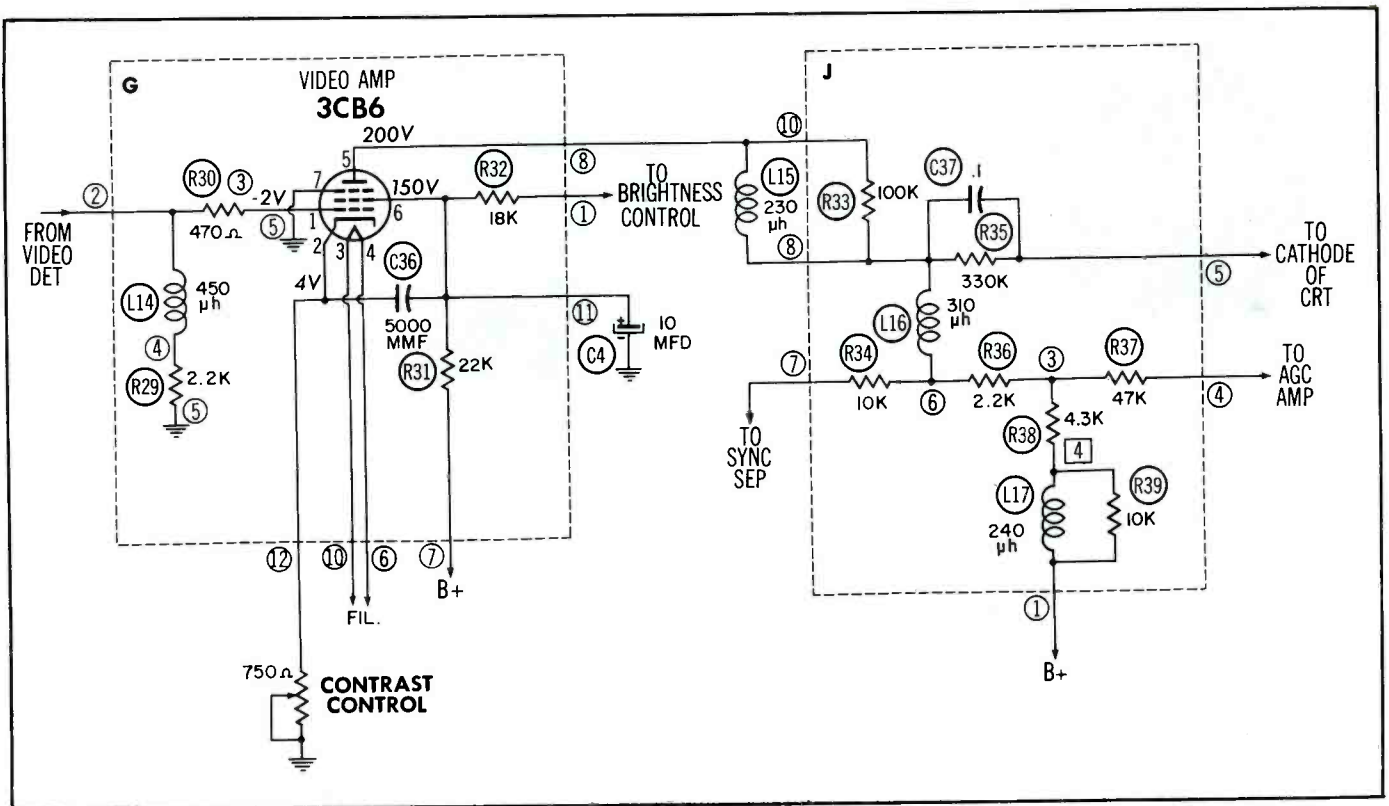 G
VIDEO AMP
3CB6
200V
⑧
5
7
1
2
3
4
6
150V
R32
18K
①
TO
BRIGHTNESS
CONTROL
②
FROM
VIDEO
DET
R30
③
-2V
470Ω
⑤
L14
450
µh
④
R29
2.2K
⑤
4V
C36
5000
MMF
R31
22K
⑪
+
-
10
MFD
C4
⑫
⑩
⑥
⑦
FIL.
B+
750Ω
CONTRAST
CONTROL
J
⑩
L15
230
µh
⑧
R33
100K
C37
.1
R35
330K
⑤
TO
CATHODE
OF
CRT
L16
310
µh
⑦
R34
10K
⑥
R36
2.2K
③
R37
47K
④
TO
AGC
AMP
TO
SYNC
SEP
R38
4.3K
4
L17
240
µh
R39
10K
①
B+